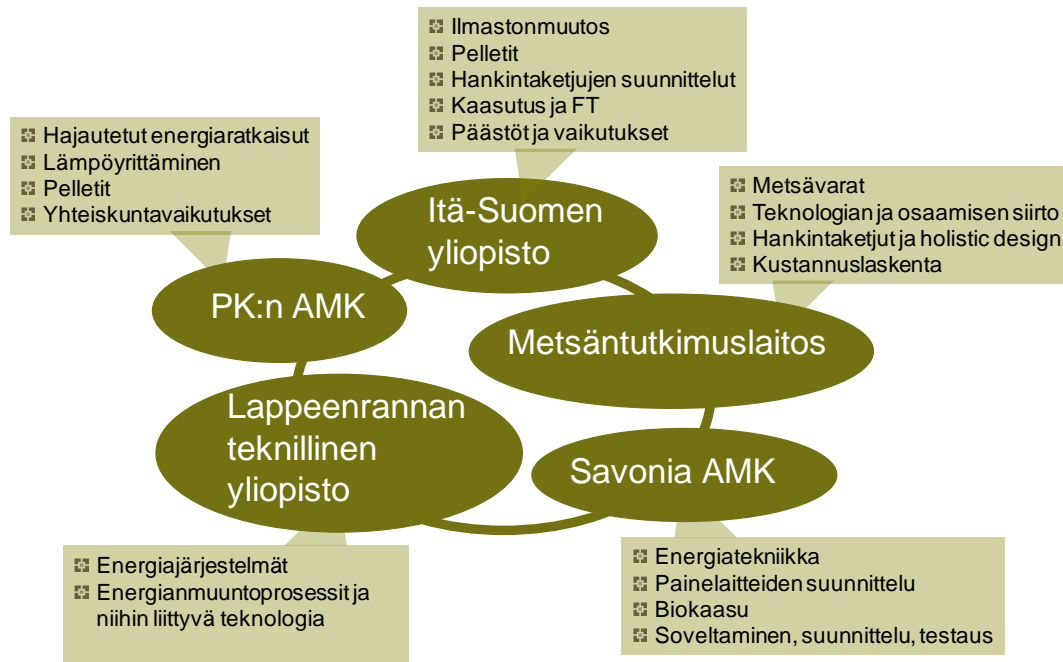 Ilmastonmuutos
Pelletit
Hankintaketjujen suunnittelut
Kaasutus ja FT
Päästöt ja vaikutukset
Hajautetut energiaratkaisut
Lämpöyrittäminen
Pelletit
Yhteiskuntavaikutukset
Metsävarat
Teknologian ja osaamisen siirto
Hankintaketjut ja holistic design
Kustannuslaskenta
Itä-Suomen
yliopisto
PK:n AMK
Metsäntutkimuslaitos
Lappeenrannan
teknillinen
yliopisto
Savonia AMK
Energiajärjestelmät
Energianmuuntoprosessit ja
niihin liittyvä teknologia
Energiatekniikka
Painelaitteiden suunnittelu
Biokaasu
Soveltaminen, suunnittelu, testaus